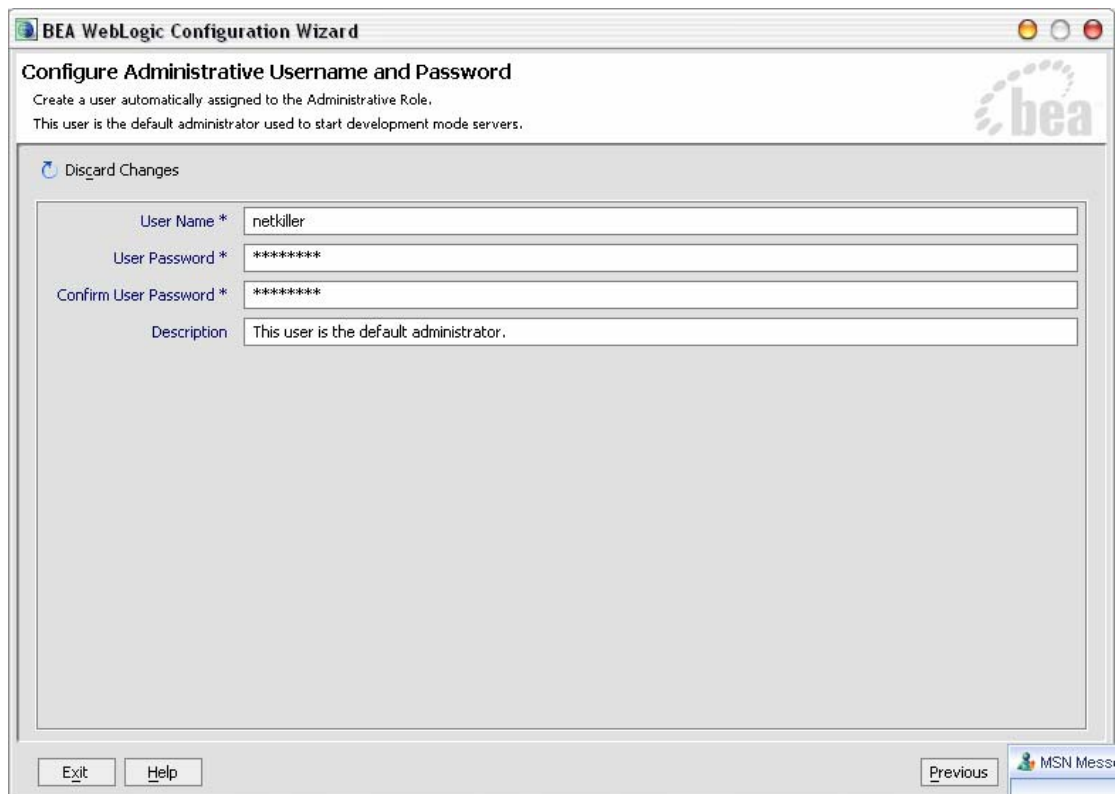 BEA WebLogic Configuration Wizard
Configure Administrative Username and Password
Create a user automatically assigned to the Administrative Role.
This user is the default administrator used to start development mode servers.
bea
Discard Changes
User Name * netkiller
User Password * ********
Confirm User Password * ********
Description This user is the default administrator.
Exit Help Previous MSN Mess